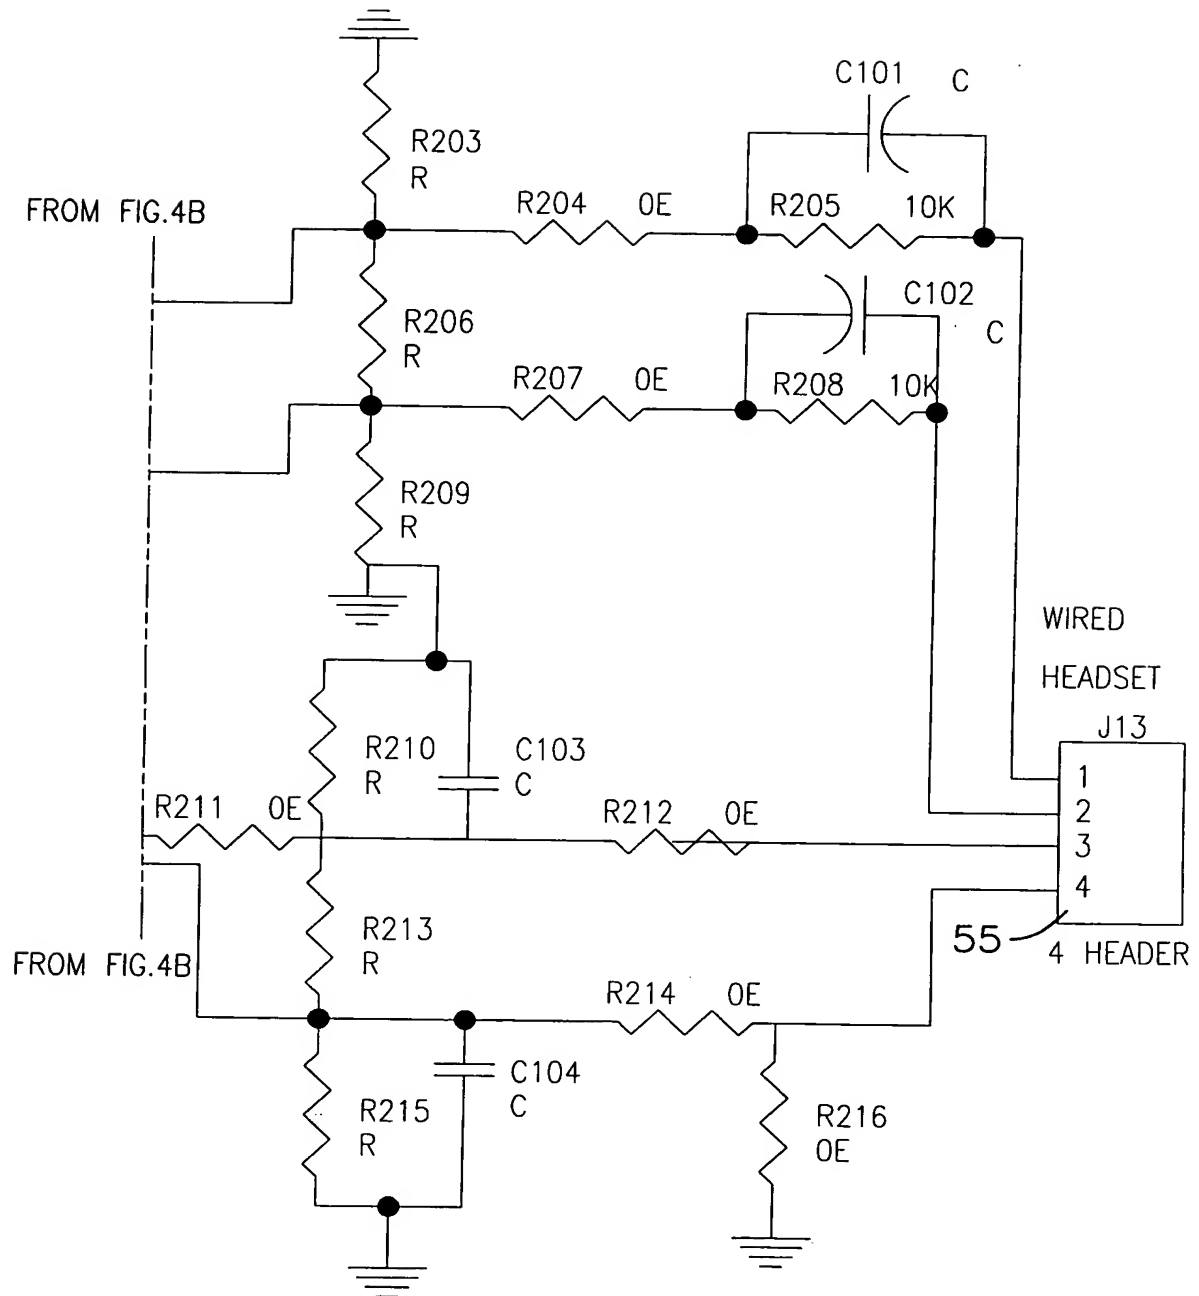 C101 C
R203
R
FROM FIG.4B
R204 0E
R205 10K
C102
C
R206
R
R207 0E
R208 10K
R209
R
WIRED
HEADSET
J13
R210
R
C103
C
1
2
3
4
R211 0E
R212 0E
55
4 HEADER
R213
R
FROM FIG.4B
R214 0E
C104
C
R215
R
R216
0E